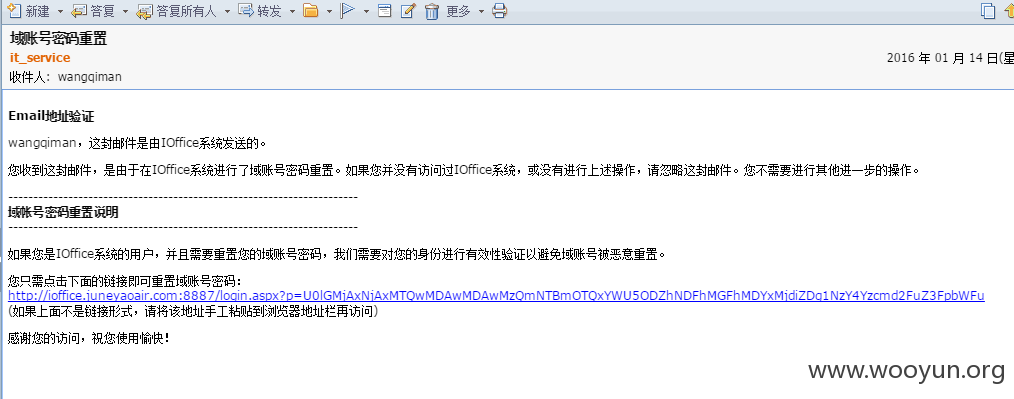 新建 答复 答复所有人 转发 更多
域账号密码重置
it_service
2016 年 01 月 14 日(星
收件人： wangqiman
Email地址验证
wangqiman，这封邮件是由IOffice系统发送的。
您收到这封邮件，是由于在IOffice系统进行了域账号密码重置。如果您并没有访问过IOffice系统，或没有进行上述操作，请忽略这封邮件。您不需要进行其他进一步的操作。
----------------------------------------------------------------------
域帐号密码重置说明
----------------------------------------------------------------------
如果您是IOffice系统的用户，并且需要重置您的域账号密码，我们需要对您的身份进行有效性验证以避免域账号被恶意重置。
您只需点击下面的链接即可重置域账号密码：
http://ioffice.juneyaoair.com:8887/login.aspx?p=U0lGMjAxNjAxMTQwMDAwMDAwMzQmNTBmOTQxYWU5ODZhNDFhMGFhMDYxMjdiZDq1NzY4Yzcmd2FuZ3FpbWFu
(如果上面不是链接形式，请将该地址手工粘贴到浏览器地址栏再访问)
感谢您的访问，祝您使用愉快！
www.wooyun.org